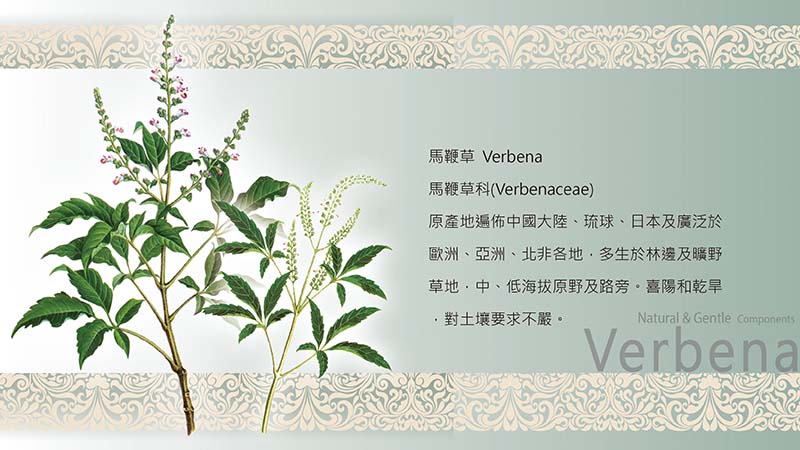 馬鞭草 Verbena
馬鞭草科(Verbenaceae)
原產地遍佈中國大陸、琉球、日本及廣泛於
歐洲、亞洲、北非各地，多生於林邊及曠野
草地，中、低海拔原野及路旁。喜陽和乾旱
，對土壤要求不嚴。
Natural & Gentle Components
Verbena